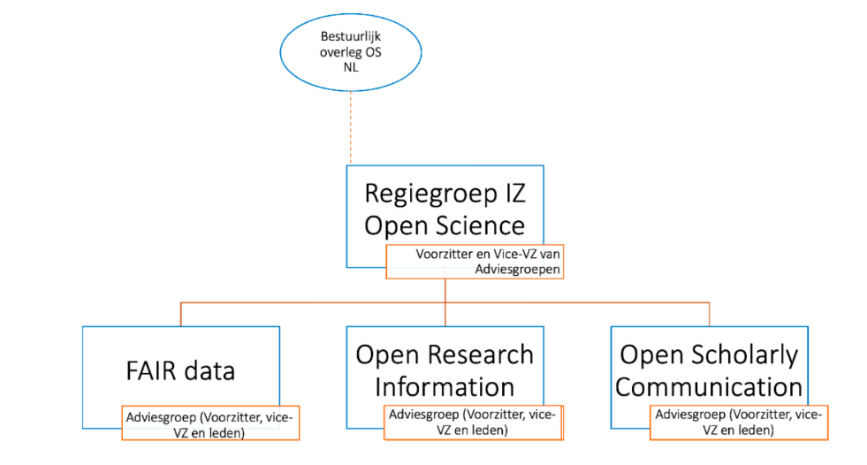 Bestuurlijk
overleg OS
NL
Regiegroep IZ
Open Science
Voorzitter en Vice-VZ van
Adviesgroepen
FAIR data
Adviesgroep (Voorzitter, vice-
VZ en leden)
Open Research
Information
Adviesgroep (Voorzitter, vice-
VZ en leden)
Open Scholarly
Communication
Adviesgroep (Voorzitter, vice-
VZ en leden)